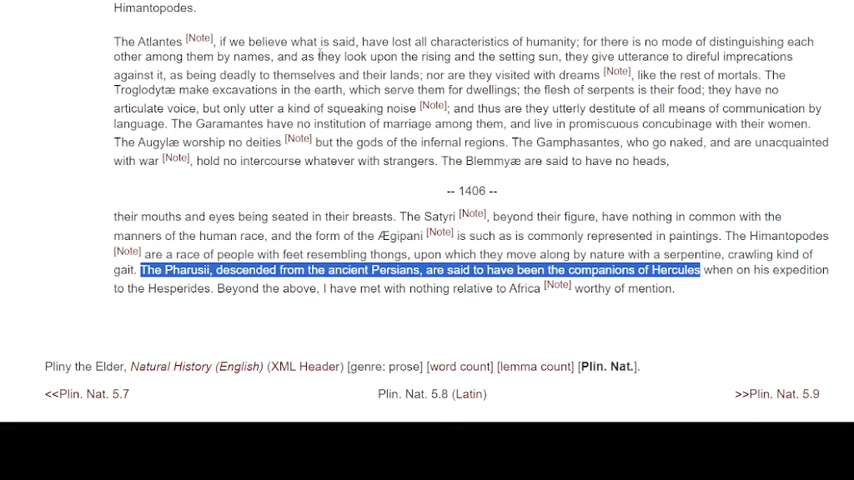 Himantopodes.
The Atlantes [Note], if we believe what is said, have lost all characteristics of humanity; for there is no mode of distinguishing each
other among them by names, and as they look upon the rising and the setting sun, they give utterance to direful imprecations
against it, as being deadly to themselves and their lands; nor are they visited with dreams [Note], like the rest of mortals. The
Troglodytæ make excavations in the earth, which serve them for dwellings; the flesh of serpents is their food; they have no
articulate voice, but only utter a kind of squeaking noise [Note]; and thus are they utterly destitute of all means of communication by
language. The Garamantes have no institution of marriage among them, and live in promiscuous concubinage with their women.
The Augylæ worship no deities [Note] but the gods of the infernal regions. The Gamphasantes, who go naked, and are unacquainted
with war [Note], hold no intercourse whatever with strangers. The Blemmyæ are said to have no heads,
-- 1406 --
their mouths and eyes being seated in their breasts. The Satyri [Note], beyond their figure, have nothing in common with the
manners of the human race, and the form of the Ægipani [Note] is such as is commonly represented in paintings. The Himantopodes
[Note] are a race of people with feet resembling thongs, upon which they move along by nature with a serpentine, crawling kind of
gait. The Pharusii, descended from the ancient Persians, are said to have been the companions of Hercules when on his expedition
to the Hesperides. Beyond the above, I have met with nothing relative to Africa [Note] worthy of mention.
Pliny the Elder, Natural History (English) (XML Header) [genre: prose] [word count] [lemma count] [Plin. Nat.].
<<Plin. Nat. 5.7 Plin. Nat. 5.8 (Latin) >>Plin. Nat. 5.9